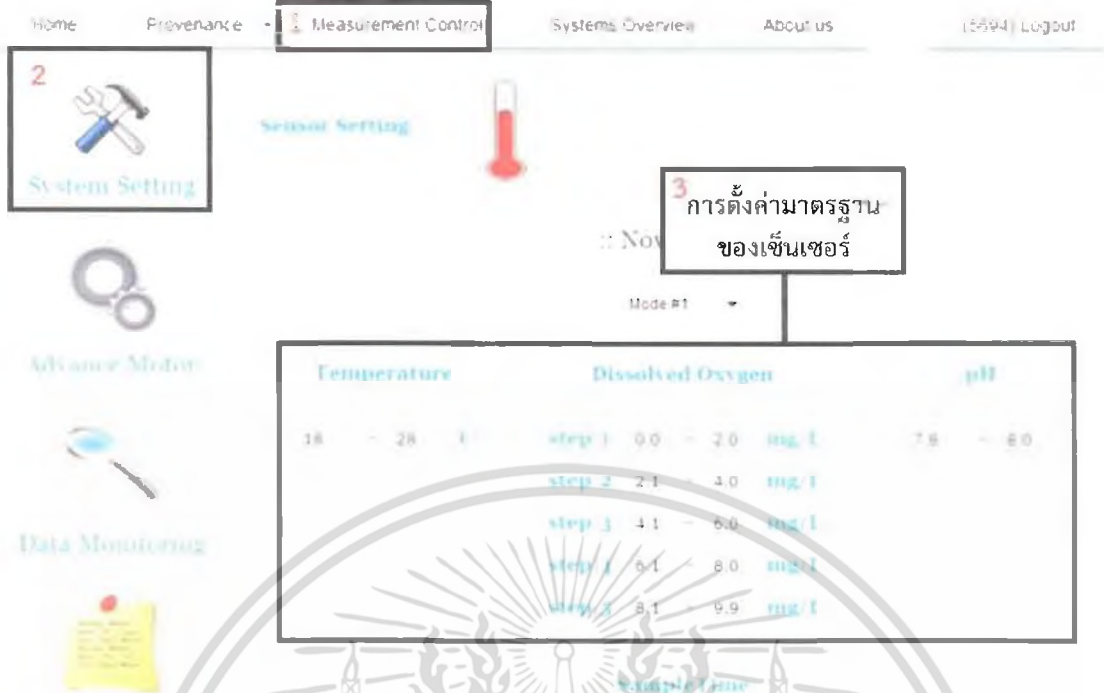 Home Provenance 1 Measurement Control Systems Overview About us (5694) Logout
2
System Setting
Sensor Setting
3
การตั้งค่ามาตรฐาน
ของเซ็นเซอร์
:: Now
Mode #1
Advance Motor
Temperature Dissolved Oxygen pH
18 - 28 step 1 0.0 - 2.0 mg/l 7.6 - 8.0
step 2 2.1 - 4.0 mg/l
step 3 4.1 - 6.0 mg/l
Data Monitoring
step 4 6.1 - 8.0 mg/l
step 5 8.1 - 9.9 mg/l
Sample Time